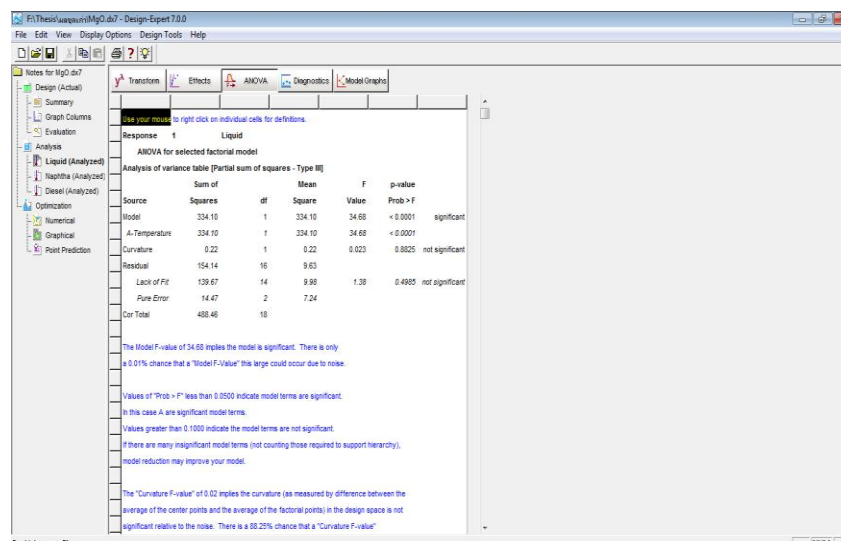 F:\Thesis\ผลชุดเก่า\MgO.dx7 - Design-Expert 7.0.0
File Edit View Display Options Design Tools Help
Notes for MgO.dx7
Design (Actual)
Summary
Graph Columns
Evaluation
Analysis
Liquid (Analyzed)
Naphtha (Analyzed)
Diesel (Analyzed)
Optimization
Numerical
Graphical
Point Prediction
yλ Transform Effects ANOVA Diagnostics Model Graphs
Use your mouse to right click on individual cells for definitions.
Response 1 Liquid
ANOVA for selected factorial model
Analysis of variance table [Partial sum of squares - Type III]
Sum of Mean F p-value
Source Squares df Square Value Prob > F
Model 334.10 1 334.10 34.68 < 0.0001 significant
A-Temperature 334.10 1 334.10 34.68 < 0.0001
Curvature 0.22 1 0.22 0.023 0.8825 not significant
Residual 154.14 16 9.63
Lack of Fit 139.67 14 9.98 1.38 0.4985 not significant
Pure Error 14.47 2 7.24
Cor Total 488.46 18
The Model F-value of 34.68 implies the model is significant. There is only
a 0.01% chance that a "Model F-Value" this large could occur due to noise.
Values of "Prob > F" less than 0.0500 indicate model terms are significant.
In this case A are significant model terms.
Values greater than 0.1000 indicate the model terms are not significant.
If there are many insignificant model terms (not counting those required to support hierarchy),
model reduction may improve your model.
The "Curvature F-value" of 0.02 implies the curvature (as measured by difference between the
average of the center points and the average of the factorial points) in the design space is not
significant relative to the noise. There is a 88.25% chance that a "Curvature F-value"